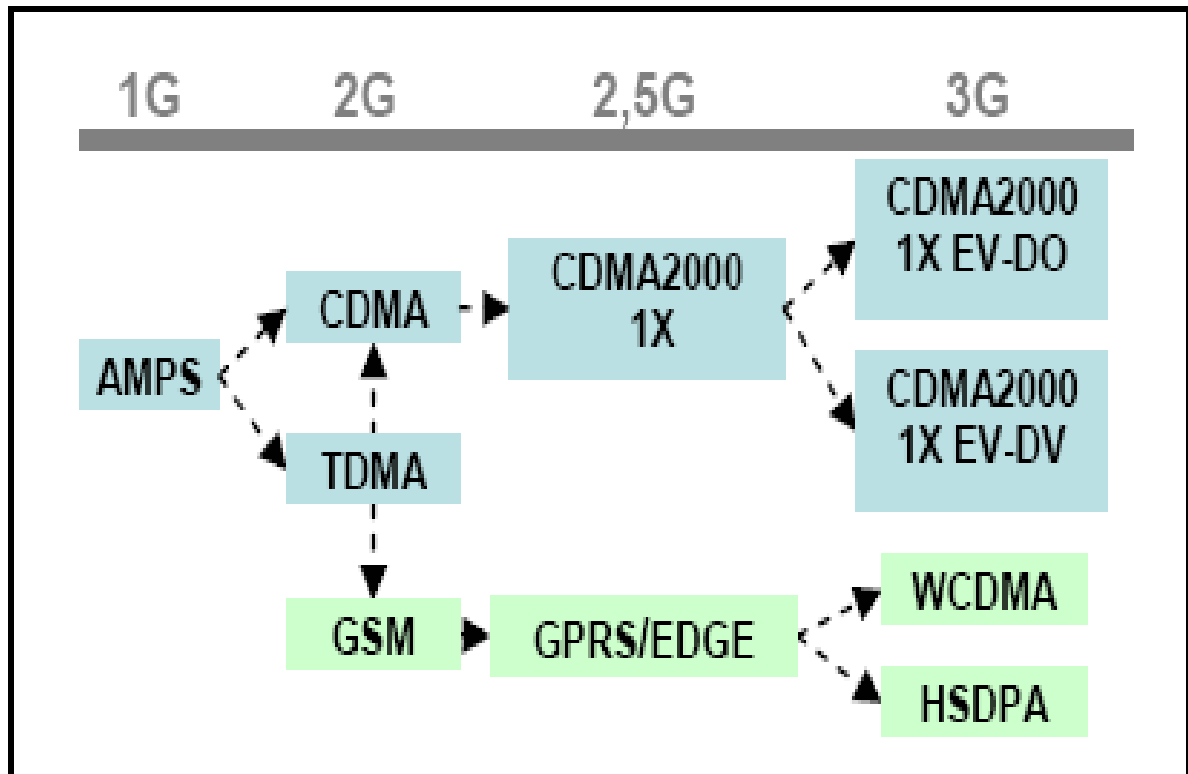 1G 2G 2,5G 3G
AMPS
CDMA
TDMA
GSM
CDMA2000
1X
GPRS/EDGE
CDMA2000
1X EV-DO
CDMA2000
1X EV-DV
WCDMA
HSDPA